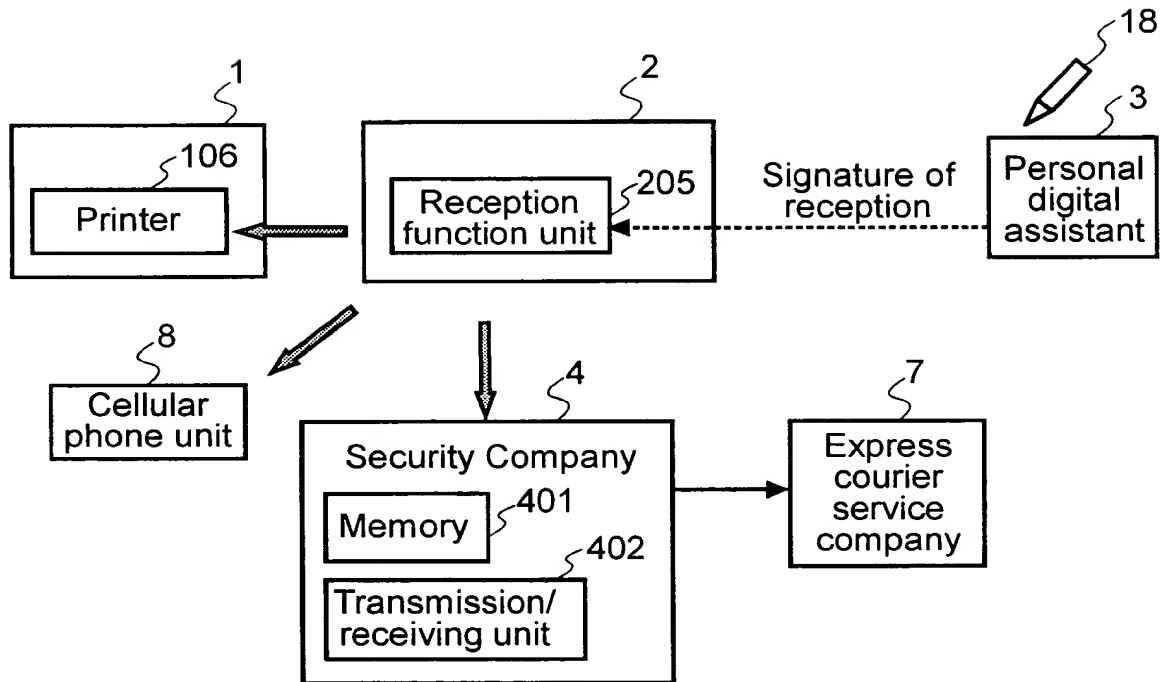 18
1
2
3
106
Printer
205
Reception
function unit
Signature of
reception
Personal
digital
assistant
8
Cellular
phone unit
4
Security Company
401
Memory
402
Transmission/
receiving unit
7
Express
courier
service
company